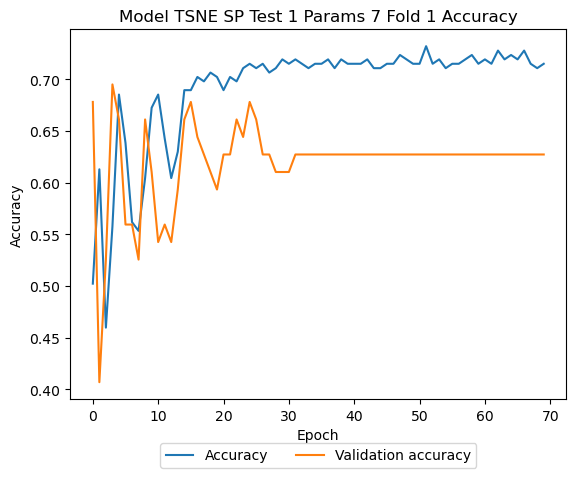 Model TSNE SP Test 1 Params 7 Fold 1 Accuracy
Accuracy
0.70
0.65
0.60
0.55
0.50
0.45
0.40
0 10 20 30 40 50 60 70
Epoch
Accuracy Validation accuracy